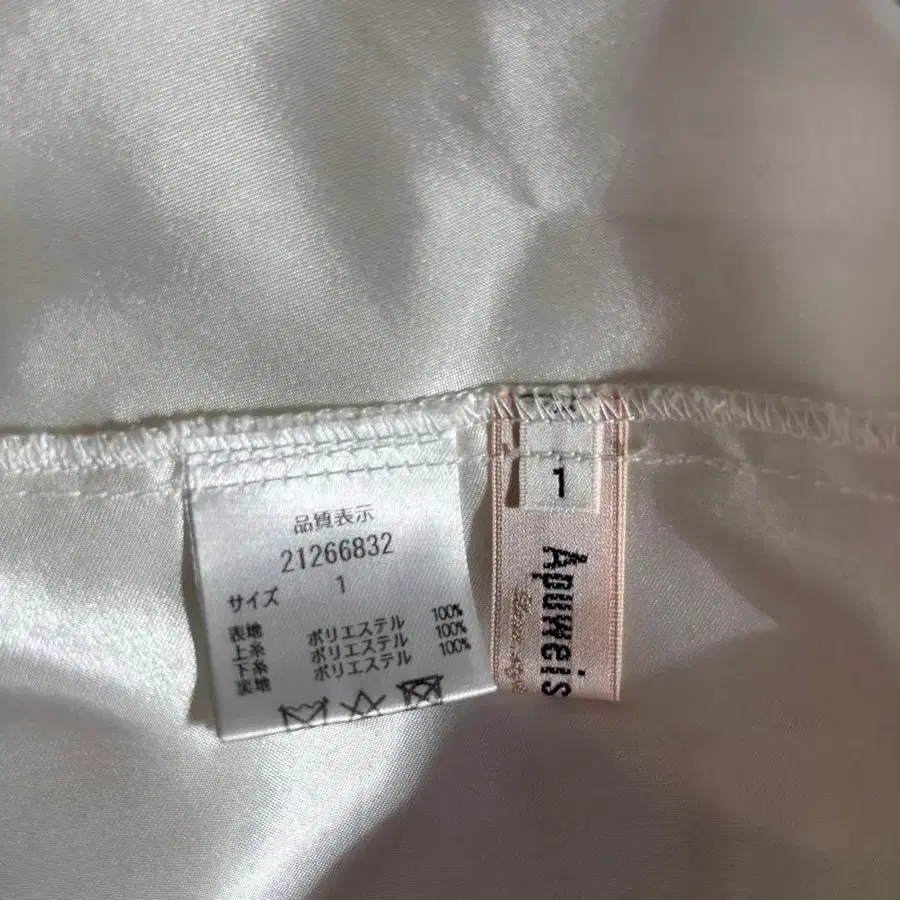 品質表示
21266832
サイズ 1
表地 ポリエステル 100%
上糸 ポリエステル 100%
下糸 ポリエステル 100%
裏地
1
Apuweis